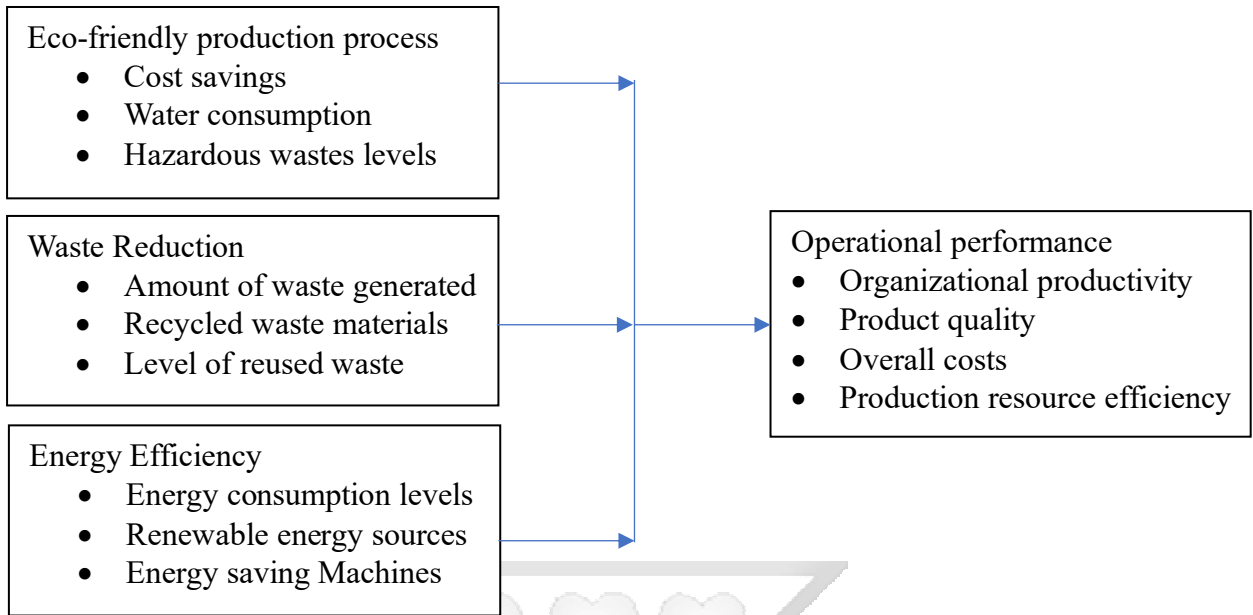 Eco-friendly production process
• Cost savings
• Water consumption
• Hazardous wastes levels
Waste Reduction
• Amount of waste generated
• Recycled waste materials
• Level of reused waste
Energy Efficiency
• Energy consumption levels
• Renewable energy sources
• Energy saving Machines
Operational performance
• Organizational productivity
• Product quality
• Overall costs
• Production resource efficiency